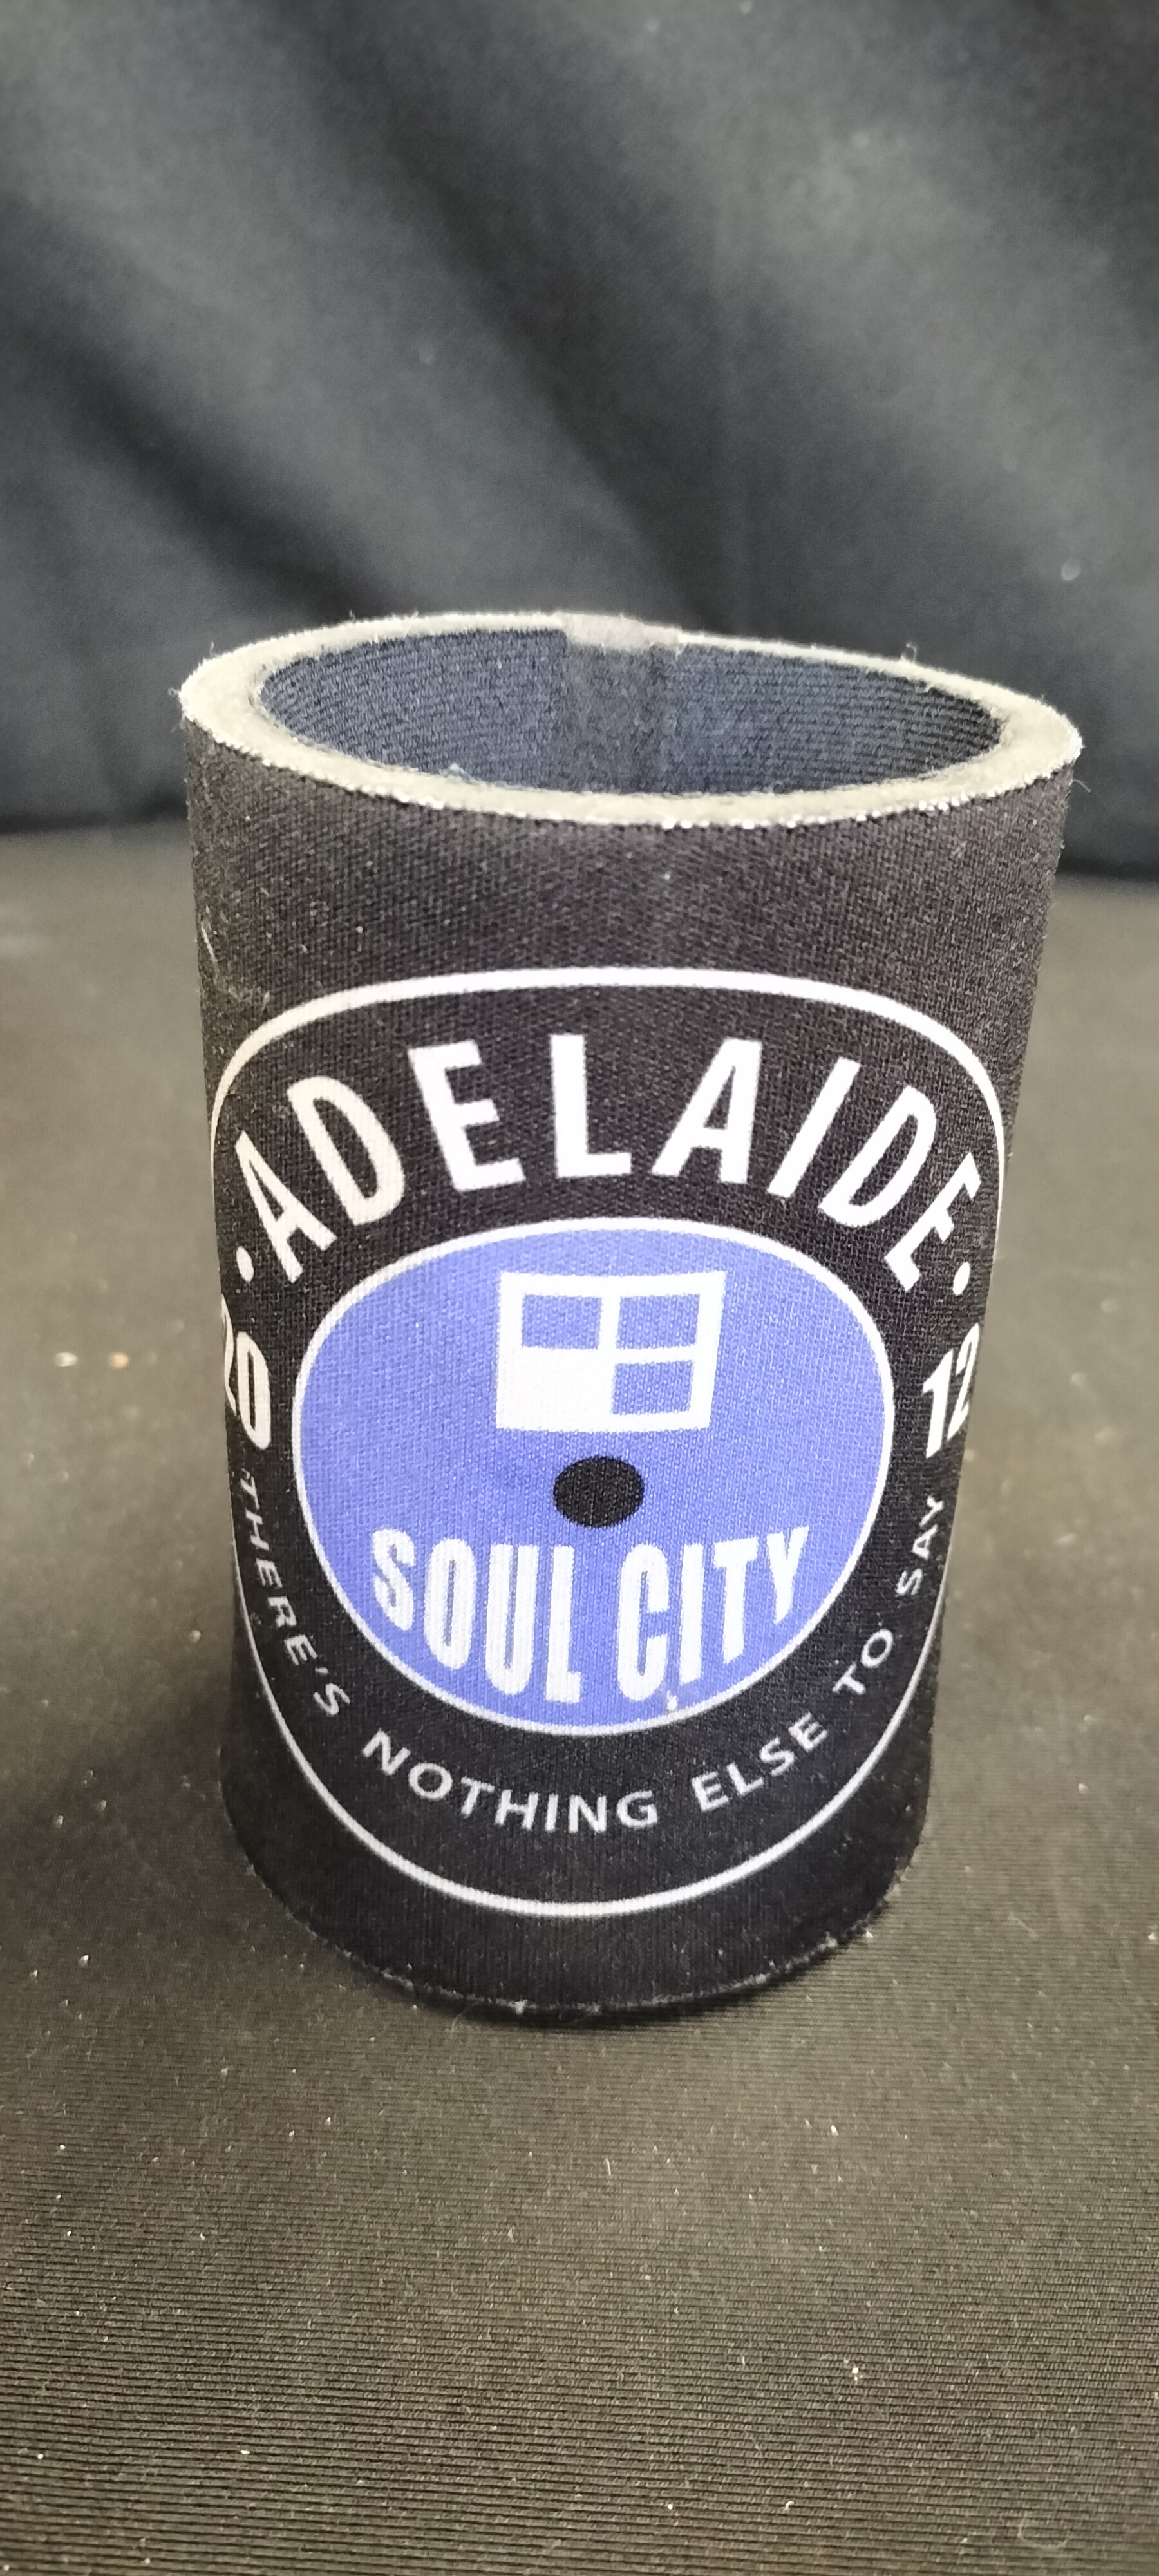 •ADELAIDE•
20 12
SOUL CITY
THERE'S NOTHING ELSE TO SAY